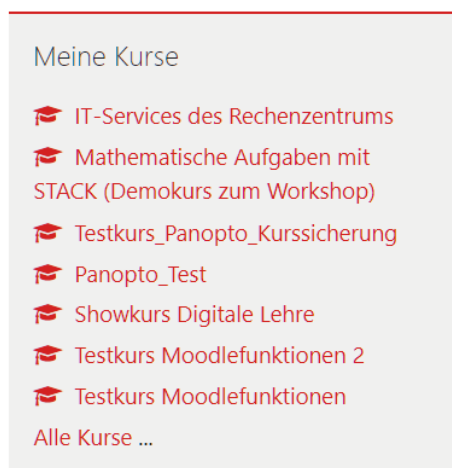 Meine Kurse
IT-Services des Rechenzentrums
Mathematische Aufgaben mit
STACK (Demokurs zum Workshop)
Testkurs_Panopto_Kurssicherung
Panopto_Test
Showkurs Digitale Lehre
Testkurs Moodlefunktionen 2
Testkurs Moodlefunktionen
Alle Kurse ...